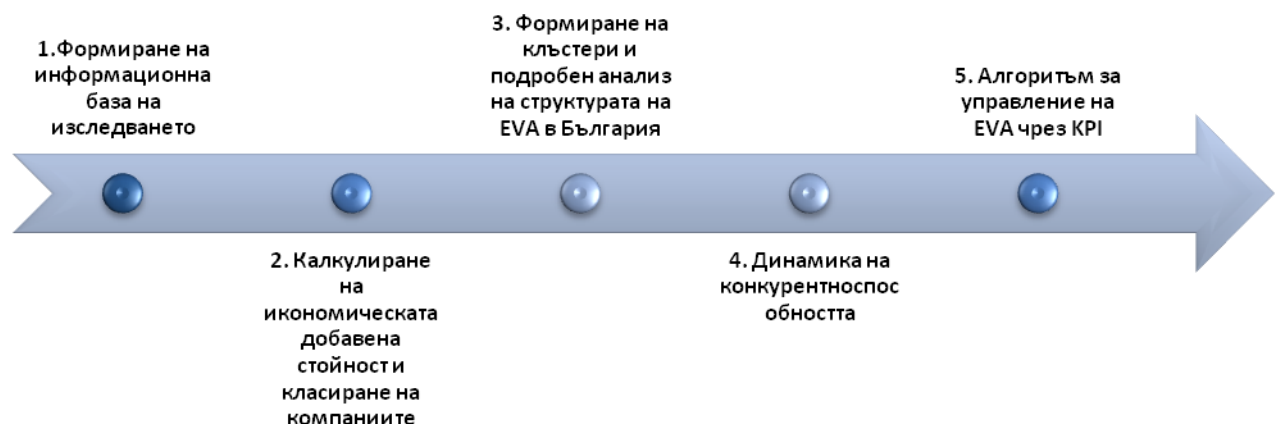 1.Формиране на
информационна
база на
изследването
2. Калкулиране
на
икономическата
добавена
стойност и
класиране на
компаниите
3. Формиране на
клъстери и
подробен анализ
на структурата на
EVA в България
4. Динамика на
конкурентноспос
обността
5. Алгоритъм за
управление на
EVA чрез KPI